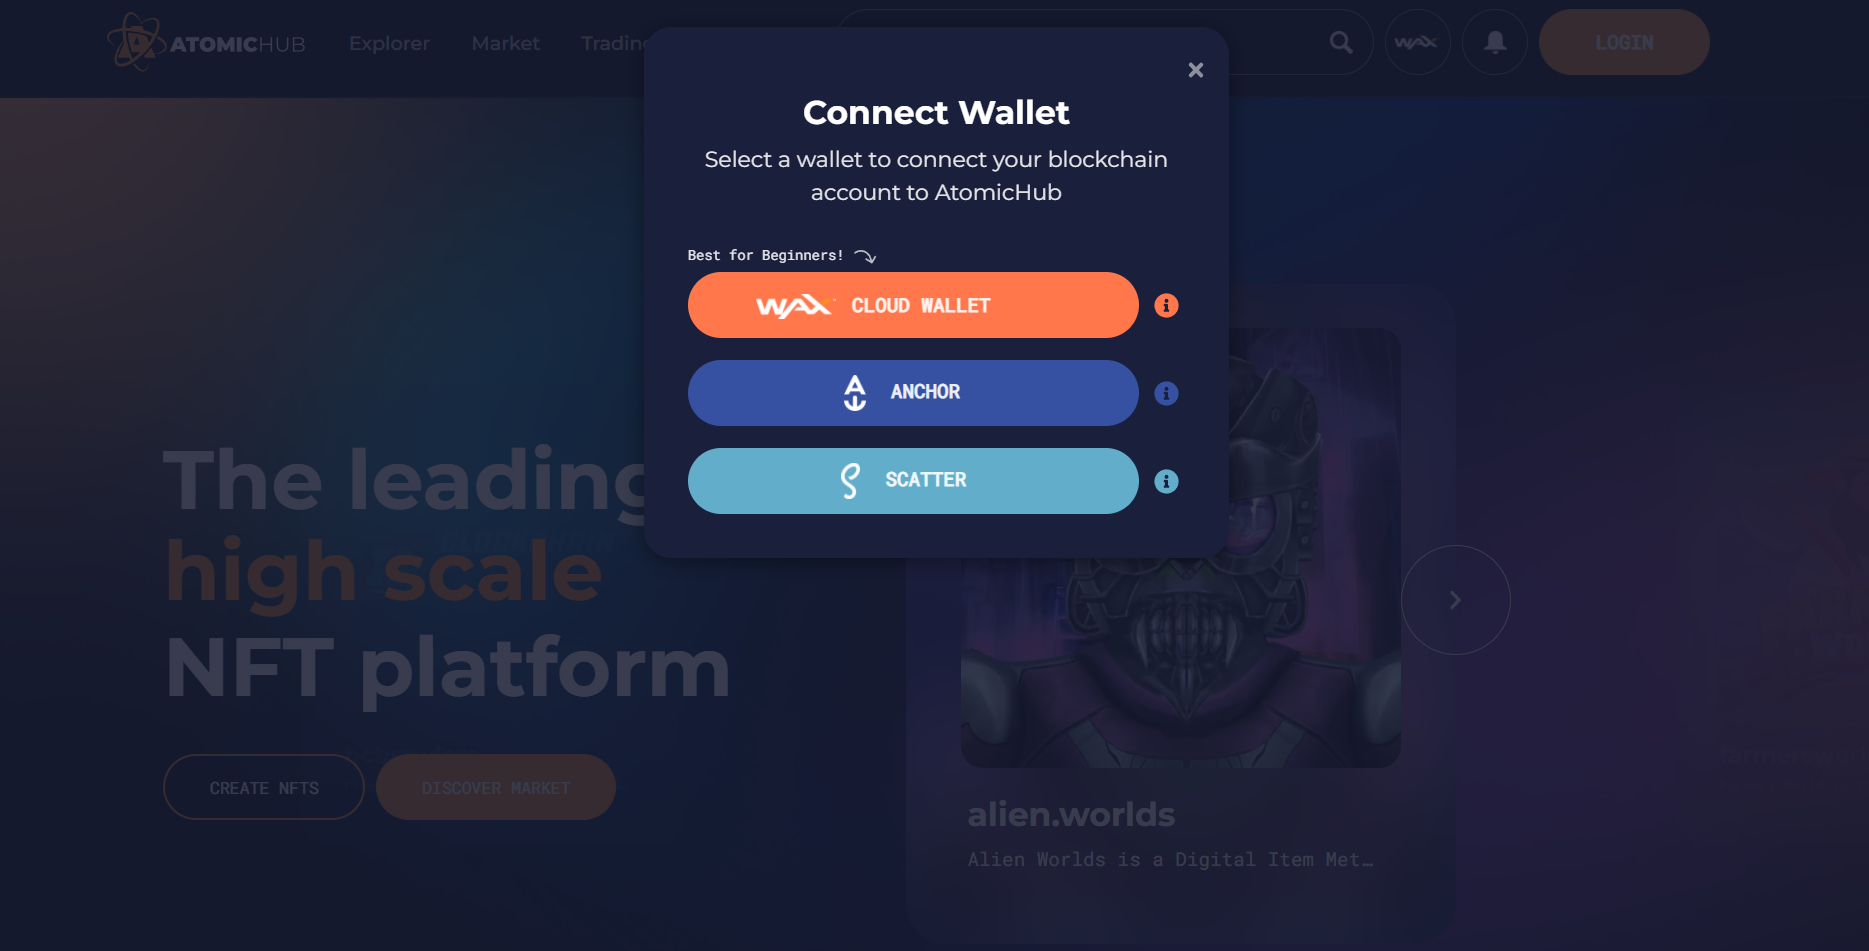 ATOMICHUB
Explorer
Market
Trading
WAX
LOGIN
Connect Wallet
Select a wallet to connect your blockchain
account to AtomicHub
Best for Beginners!
WAX CLOUD WALLET
ANCHOR
SCATTER
The leading
high scale
NFT platform
CREATE NFTS
DISCOVER MARKET
alien.worlds
Alien Worlds is a Digital Item Met…